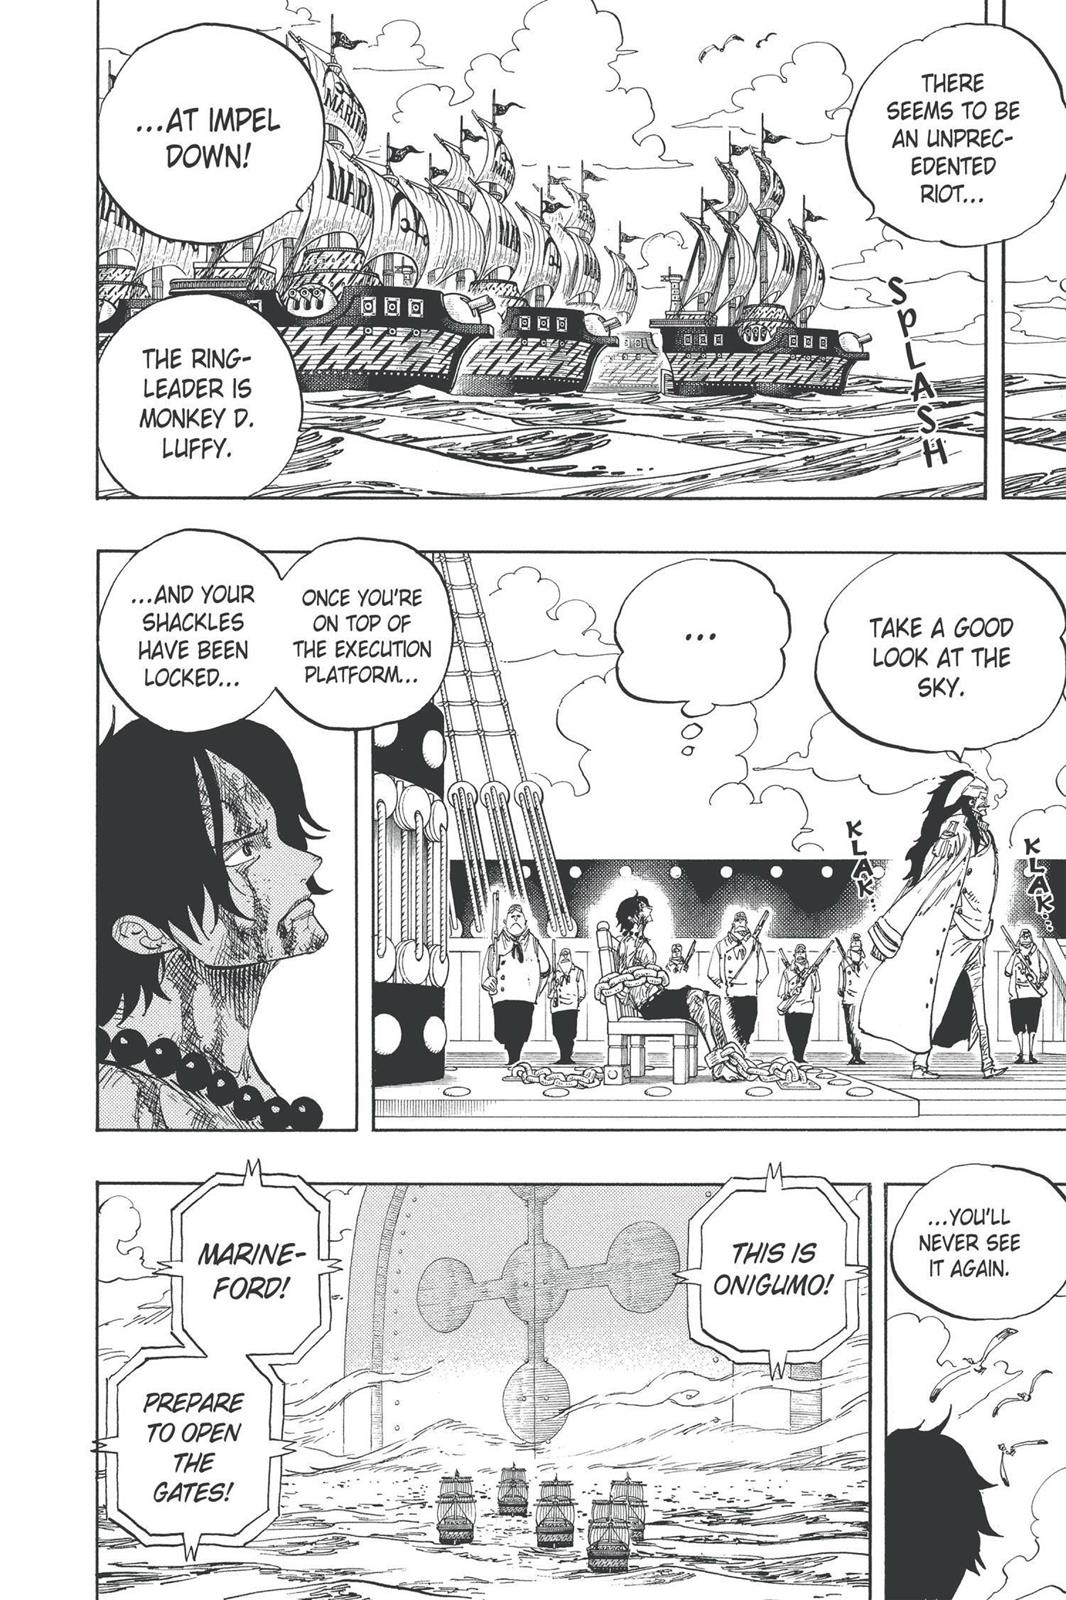 THERE
SEEMS TO BE
AN UNPREC-
EDENTED
RIOT...
...AT IMPEL
DOWN!
THE RING-
LEADER IS
MONKEY D.
LUFFY.
SPLASH
MARINE
MARI
TAKE A GOOD
LOOK AT THE
SKY.
KLAK...
KLAK...
...
ONCE YOU'RE
ON TOP OF
THE EXECUTION
PLATFORM...
...AND YOUR
SHACKLES
HAVE BEEN
LOCKED...
...YOU'LL
NEVER SEE
IT AGAIN.
THIS IS
ONIGUMO!
MARINE-
FORD!
PREPARE
TO OPEN
THE
GATES!